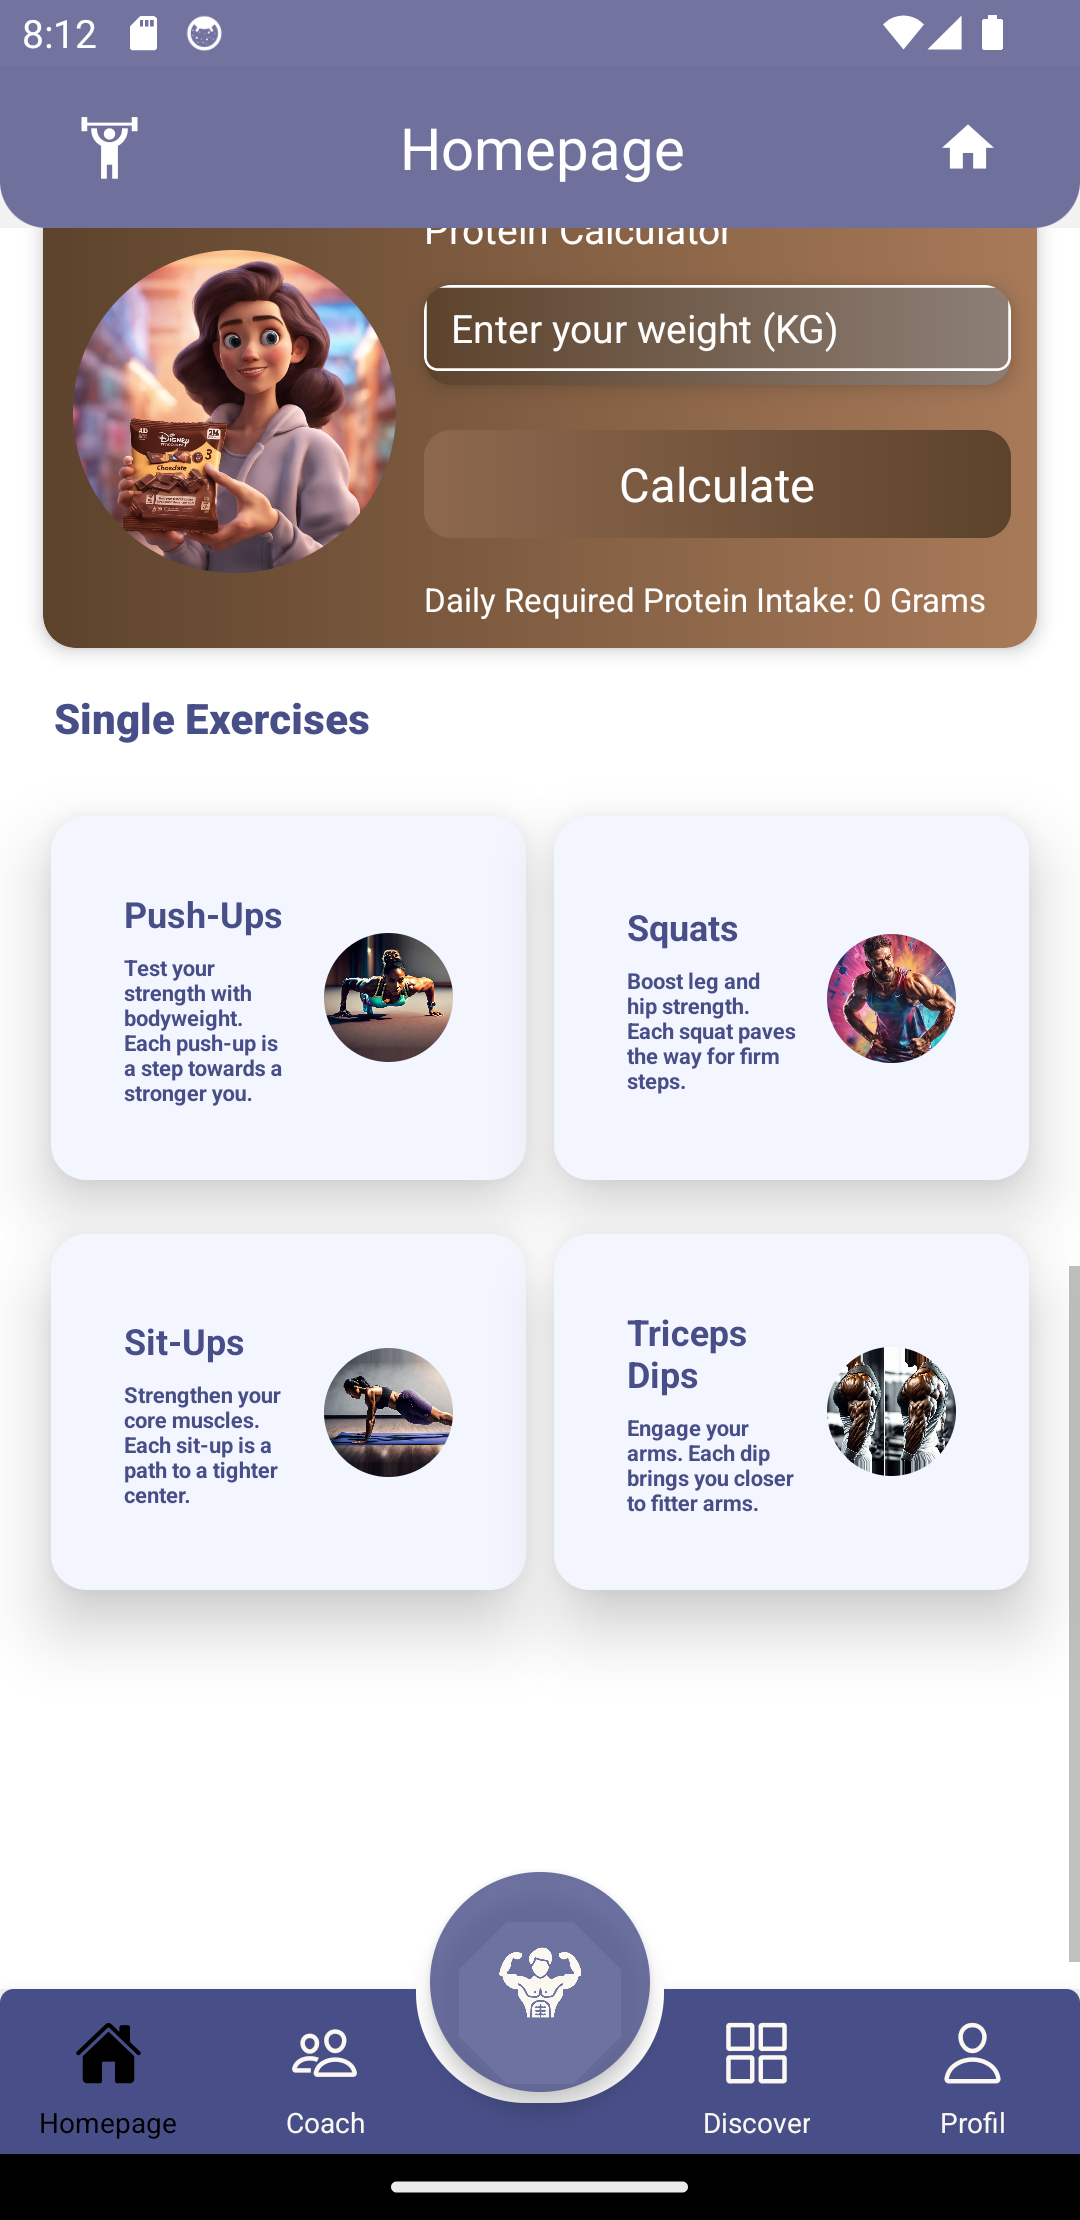 8:12
Homepage
Protein Calculator
Enter your weight (KG)
Calculate
Daily Required Protein Intake: 0 Grams
Disney
Chocolate
3
Single Exercises
Push-Ups
Test your
strength with
bodyweight.
Each push-up is
a step towards a
stronger you.
Squats
Boost leg and
hip strength.
Each squat paves
the way for firm
steps.
Sit-Ups
Strengthen your
core muscles.
Each sit-up is a
path to a tighter
center.
Triceps
Dips
Engage your
arms. Each dip
brings you closer
to fitter arms.
Homepage
Coach
Discover
Profil